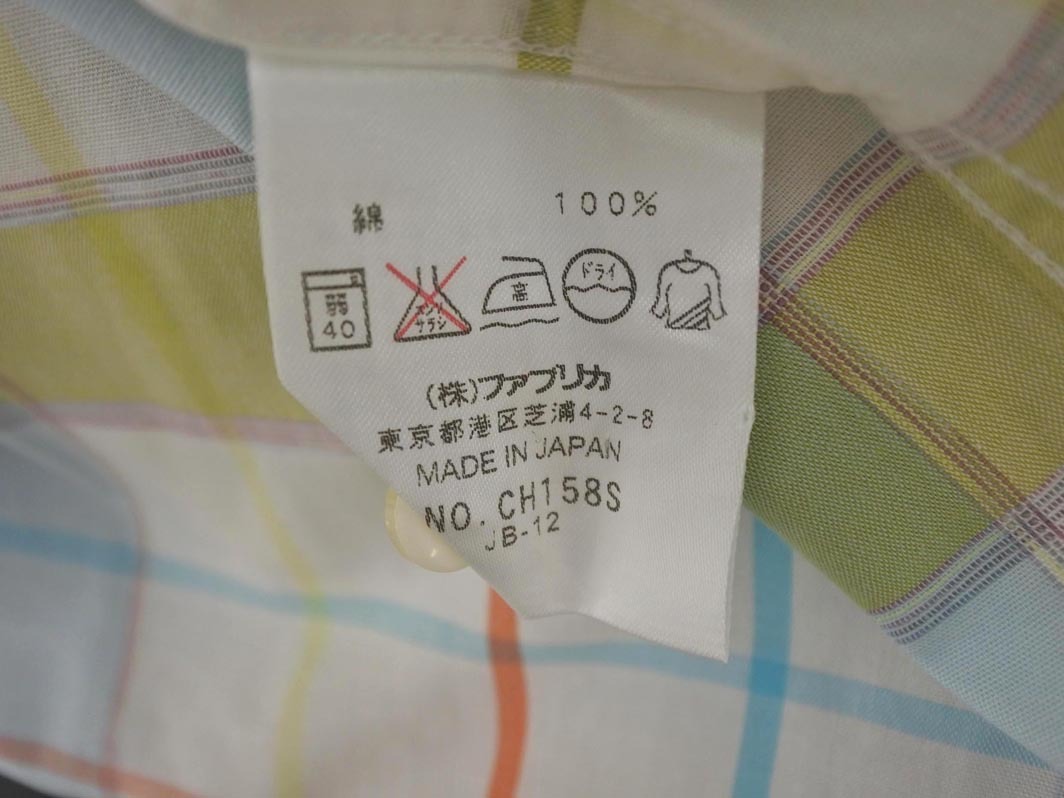 綿 100%
弱 エンソ 高 ドライ
40 サラシ
(株)ファブリカ
東京都港区芝浦4-2-8
MADE IN JAPAN
NO. CH158S
JB-12